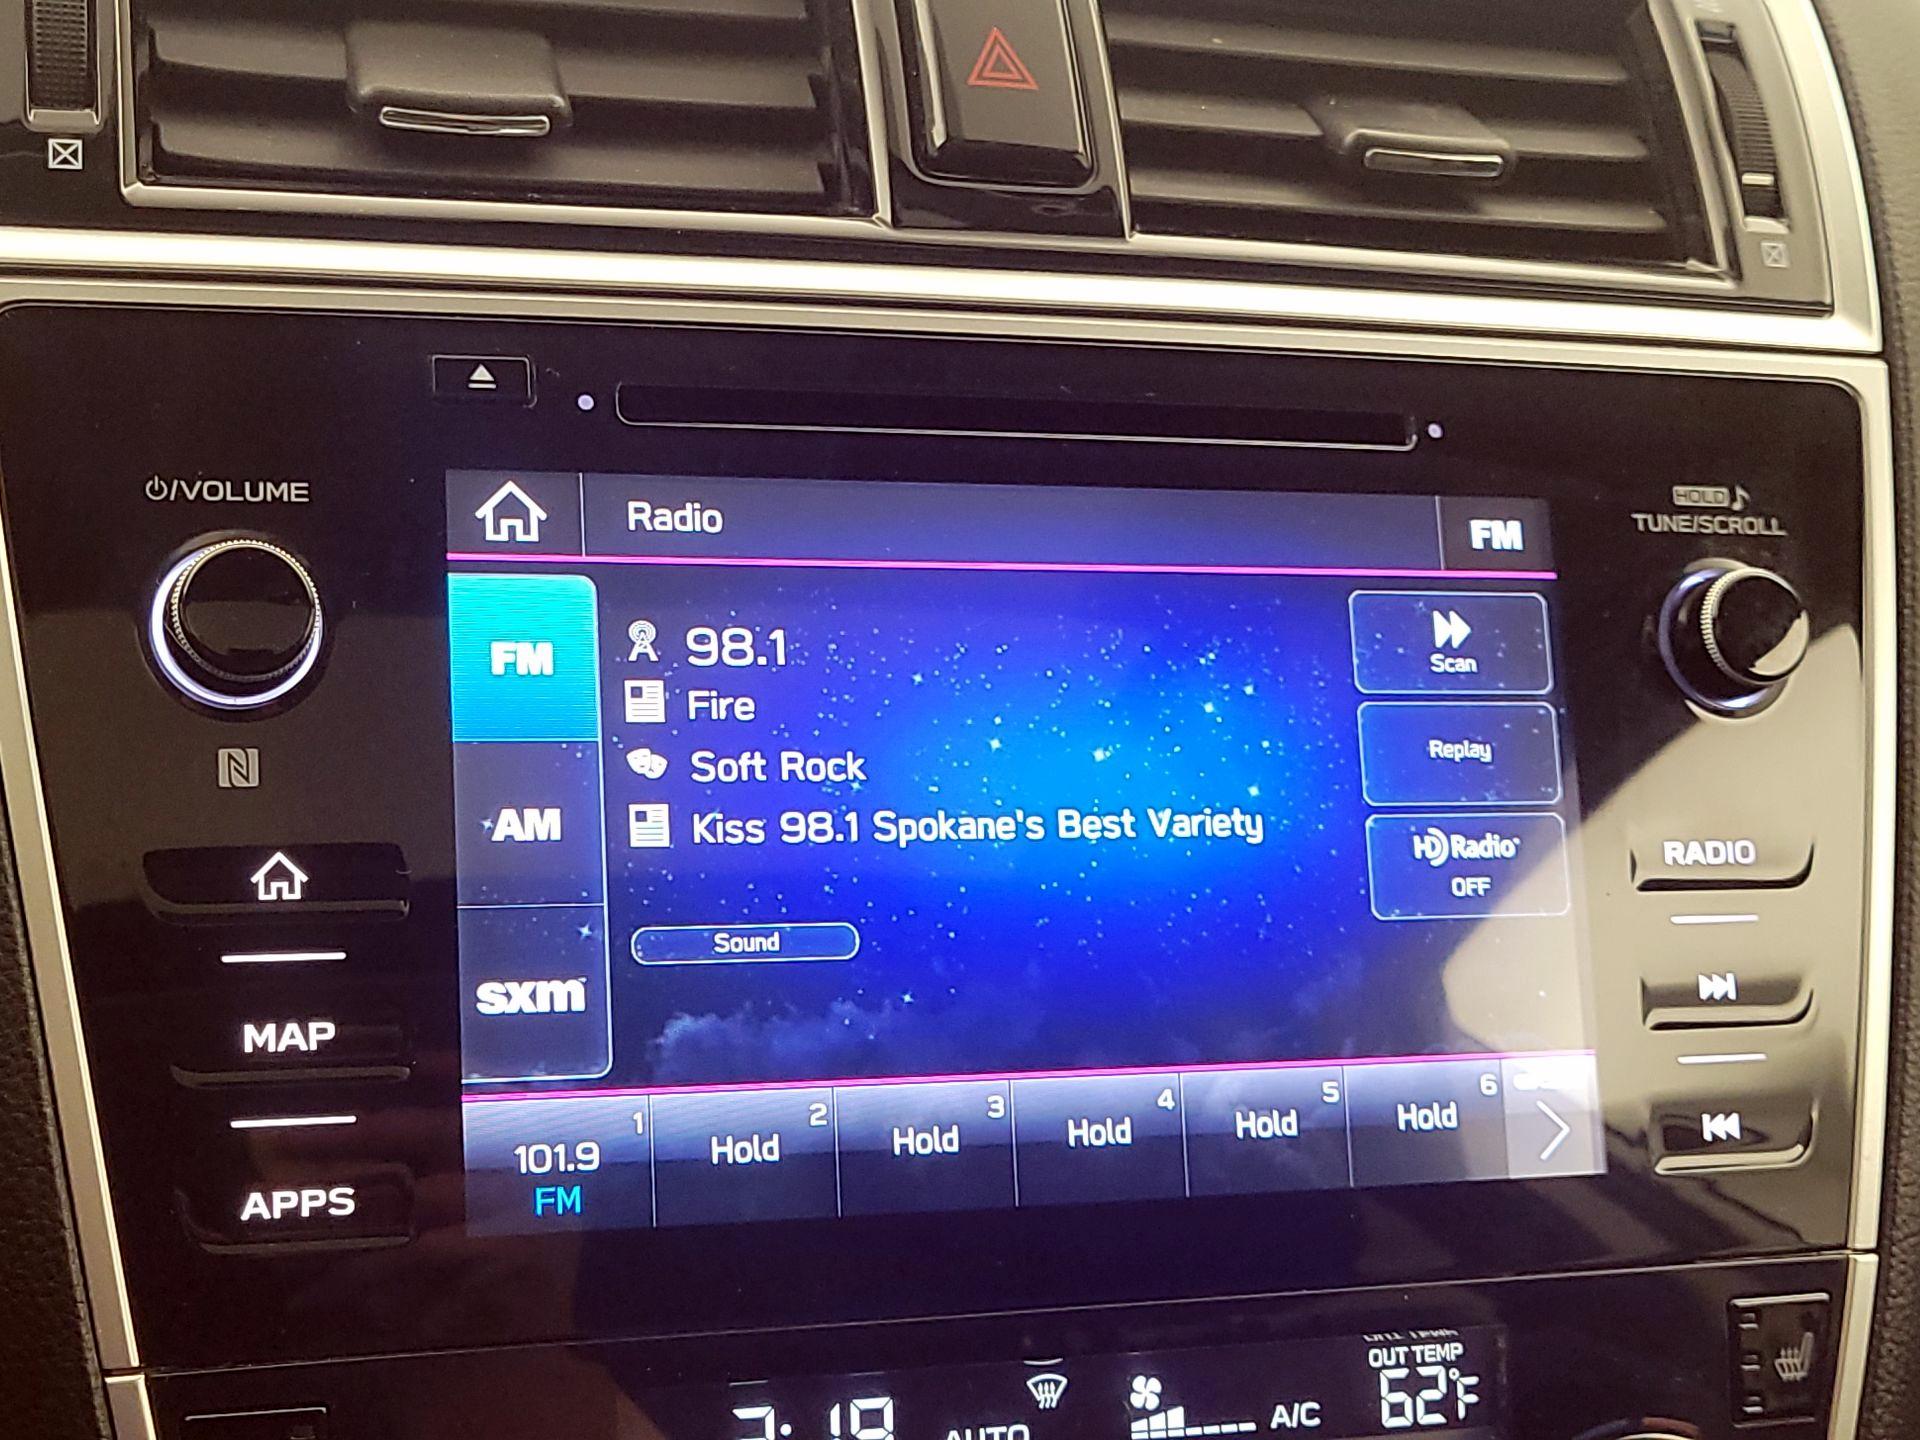 /VOLUME
HOLD
TUNE/SCROLL
Radio
FM
FM
98.1
Scan
Fire
Replay
Soft Rock
AM
Kiss 98.1 Spokane's Best Variety
HD Radio
OFF
RADIO
Sound
sxm
MAP
1
2
3
4
5
6
101.9
FM
Hold
Hold
Hold
Hold
Hold
APPS
OUT TEMP
62°F
AUTO
A/C